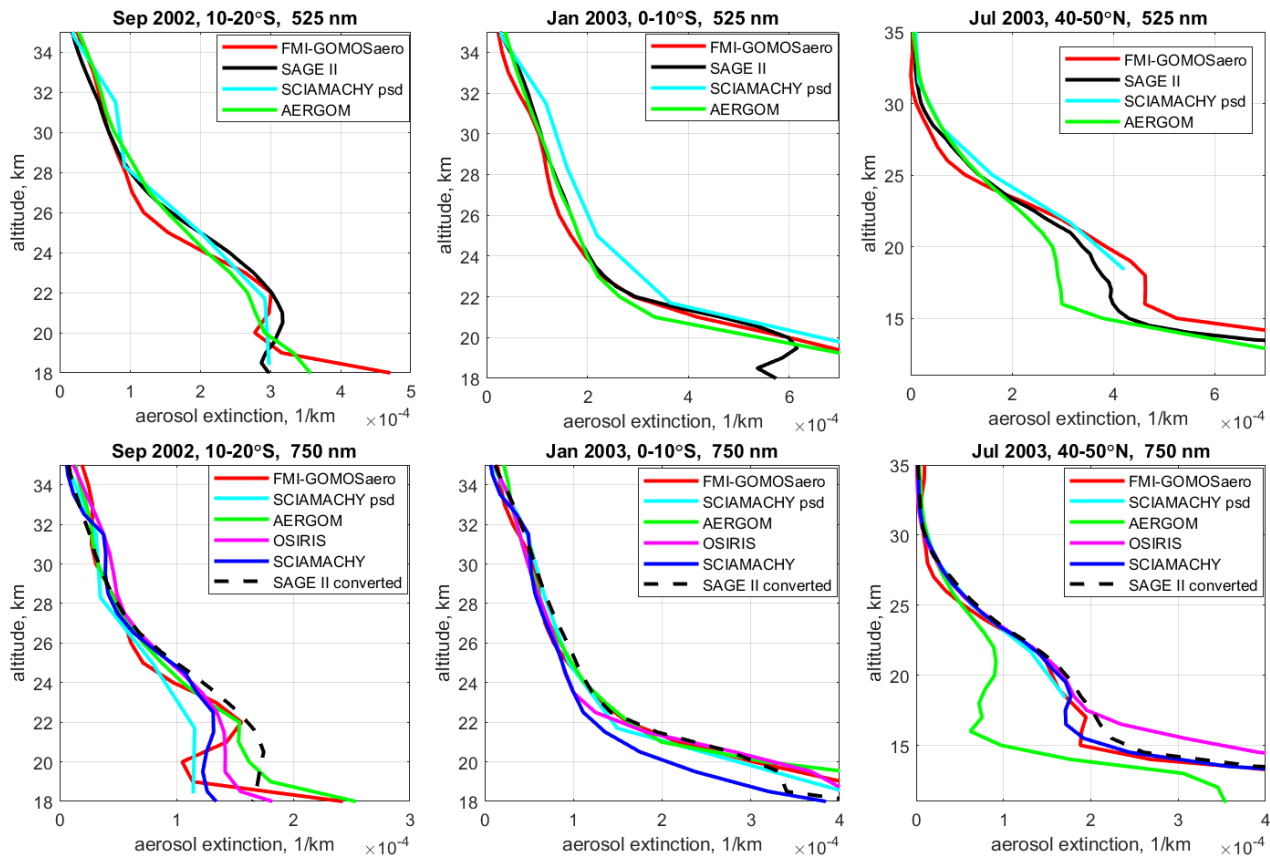 Sep 2002, 10-20°S, 525 nm
35
34
32
30
28
26
24
22
20
18
altitude, km
FMI-GOMOSaero
SAGE II
SCIAMACHY psd
AERGOM
0 1 2 3 4 5
aerosol extinction, 1/km ×10⁻⁴
Jan 2003, 0-10°S, 525 nm
34
32
30
28
26
24
22
20
18
altitude, km
FMI-GOMOSaero
SAGE II
SCIAMACHY psd
AERGOM
0 2 4 6
aerosol extinction, 1/km ×10⁻⁴
Jul 2003, 40-50°N, 525 nm
35
30
25
20
15
altitude, km
FMI-GOMOSaero
SAGE II
SCIAMACHY psd
AERGOM
0 2 4 6
aerosol extinction, 1/km ×10⁻⁴
Sep 2002, 10-20°S, 750 nm
34
32
30
28
26
24
22
20
18
altitude, km
FMI-GOMOSaero
SCIAMACHY psd
AERGOM
OSIRIS
SCIAMACHY
SAGE II converted
0 1 2 3
aerosol extinction, 1/km ×10⁻⁴
Jan 2003, 0-10°S, 750 nm
34
32
30
28
26
24
22
20
18
altitude, km
FMI-GOMOSaero
SCIAMACHY psd
AERGOM
OSIRIS
SCIAMACHY
SAGE II converted
0 1 2 3 4
aerosol extinction, 1/km ×10⁻⁴
Jul 2003, 40-50°N, 750 nm
35
30
25
20
15
altitude, km
FMI-GOMOSaero
SCIAMACHY psd
AERGOM
OSIRIS
SCIAMACHY
SAGE II converted
0 1 2 3 4
aerosol extinction, 1/km ×10⁻⁴